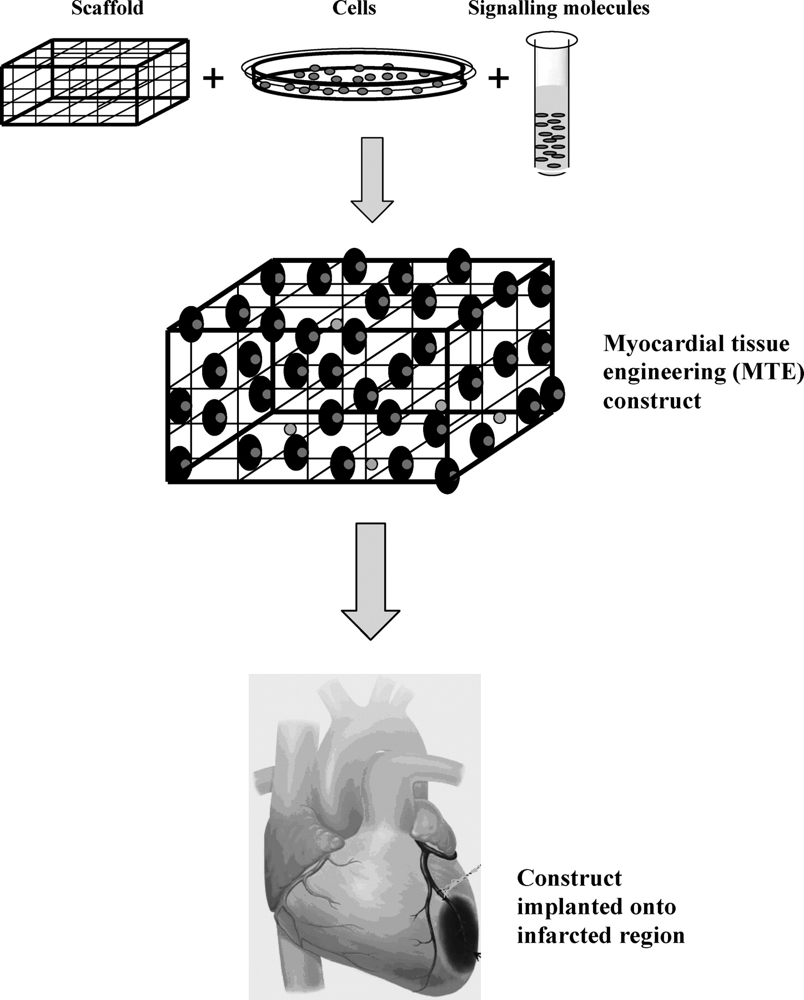 Scaffold
Cells
Signalling molecules
+
+
Myocardial tissue
engineering (MTE)
construct
Construct
implanted onto
infarcted region